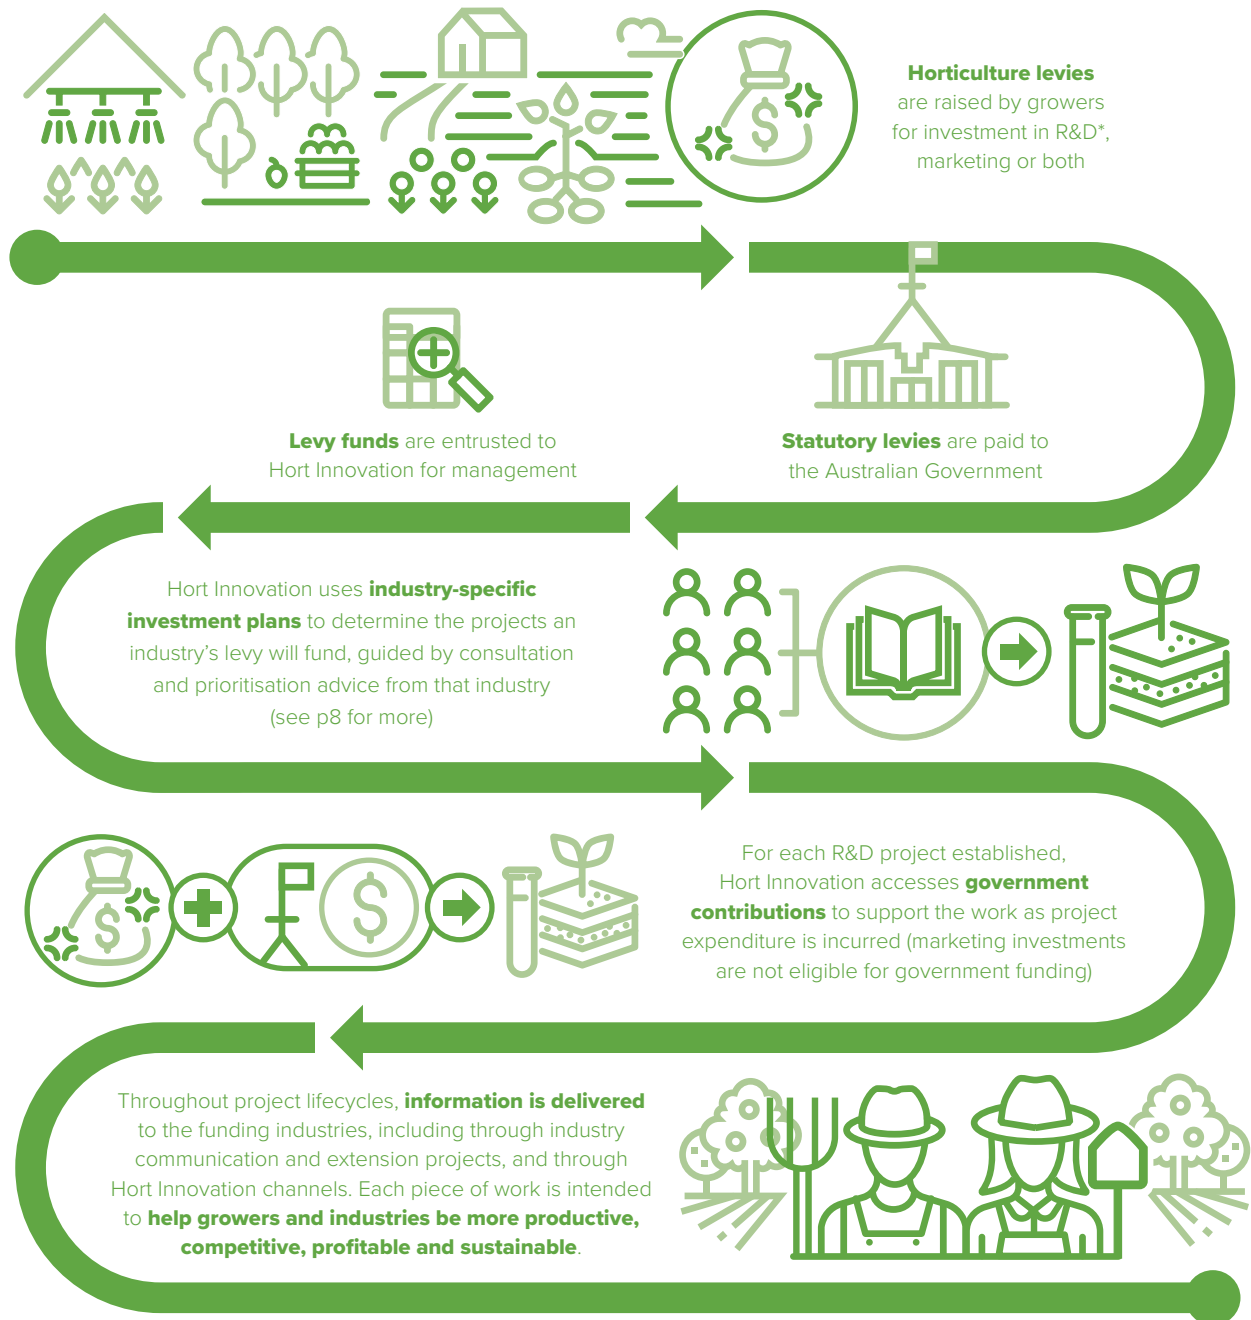 Horticulture levies
are raised by growers
for investment in R&D*,
marketing or both
Levy funds are entrusted to
Hort Innovation for management
Statutory levies are paid to
the Australian Government
Hort Innovation uses industry-specific
investment plans to determine the projects an
industry's levy will fund, guided by consultation
and prioritisation advice from that industry
(see p8 for more)
$
For each R&D project established,
Hort Innovation accesses government
contributions to support the work as project
expenditure is incurred (marketing investments
are not eligible for government funding)
Throughout project lifecycles, information is delivered
to the funding industries, including through industry
communication and extension projects, and through
Hort Innovation channels. Each piece of work is intended
to help growers and industries be more productive,
competitive, profitable and sustainable.